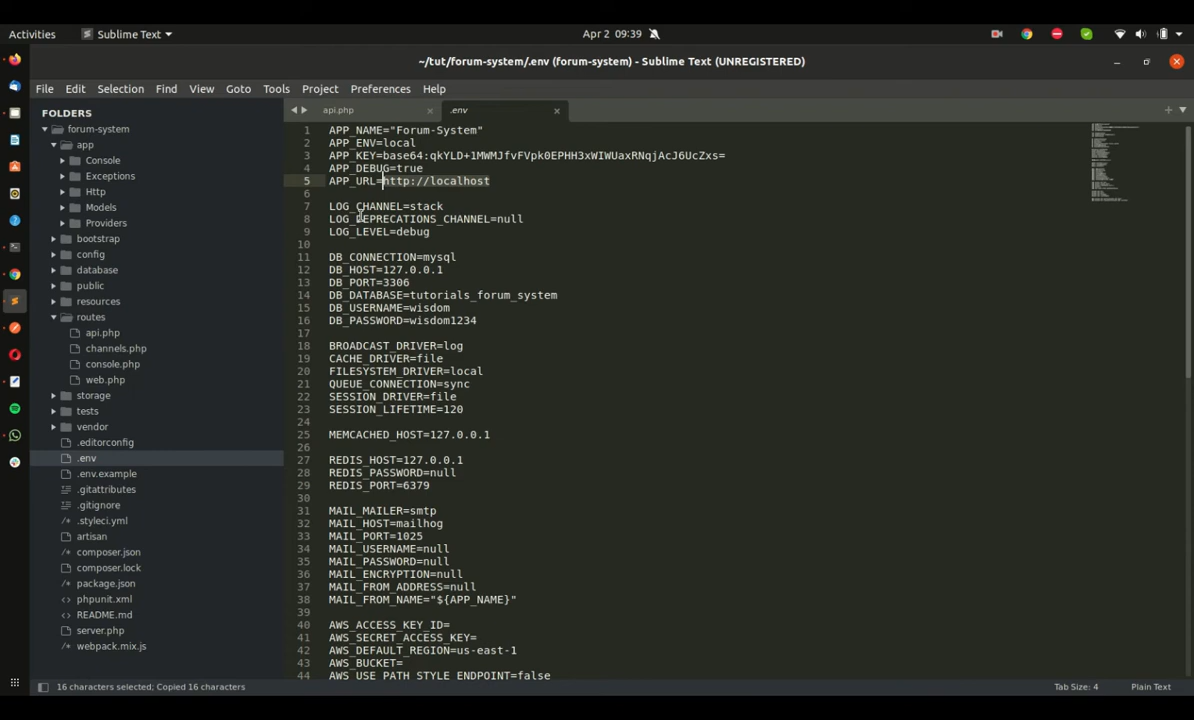 Activities
Sublime Text
Apr 2 09:39
~/tut/forum-system/.env (forum-system) - Sublime Text (UNREGISTERED)
File Edit Selection Find View Goto Tools Project Preferences Help
FOLDERS
forum-system
app
Console
Exceptions
Http
Models
Providers
bootstrap
config
database
public
resources
routes
api.php
channels.php
console.php
web.php
storage
tests
vendor
.editorconfig
.env
.env.example
.gitattributes
.gitignore
.styleci.yml
artisan
composer.json
composer.lock
package.json
phpunit.xml
README.md
server.php
webpack.mix.js
api.php
.env
1 APP_NAME="Forum-System"
2 APP_ENV=local
3 APP_KEY=base64:qkYLD+1MWMJfvFVpk0EPHH3xWIWUaxRNqjAcJ6UcZxs=
4 APP_DEBUG=true
5 APP_URL=http://localhost
6
7 LOG_CHANNEL=stack
8 LOG_DEPRECATIONS_CHANNEL=null
9 LOG_LEVEL=debug
10
11 DB_CONNECTION=mysql
12 DB_HOST=127.0.0.1
13 DB_PORT=3306
14 DB_DATABASE=tutorials_forum_system
15 DB_USERNAME=wisdom
16 DB_PASSWORD=wisdom1234
17
18 BROADCAST_DRIVER=log
19 CACHE_DRIVER=file
20 FILESYSTEM_DRIVER=local
21 QUEUE_CONNECTION=sync
22 SESSION_DRIVER=file
23 SESSION_LIFETIME=120
24
25 MEMCACHED_HOST=127.0.0.1
26
27 REDIS_HOST=127.0.0.1
28 REDIS_PASSWORD=null
29 REDIS_PORT=6379
30
31 MAIL_MAILER=smtp
32 MAIL_HOST=mailhog
33 MAIL_PORT=1025
34 MAIL_USERNAME=null
35 MAIL_PASSWORD=null
36 MAIL_ENCRYPTION=null
37 MAIL_FROM_ADDRESS=null
38 MAIL_FROM_NAME="${APP_NAME}"
39
40 AWS_ACCESS_KEY_ID=
41 AWS_SECRET_ACCESS_KEY=
42 AWS_DEFAULT_REGION=us-east-1
43 AWS_BUCKET=
44 AWS_USE_PATH_STYLE_ENDPOINT=false
16 characters selected; Copied 16 characters
Tab Size: 4
Plain Text